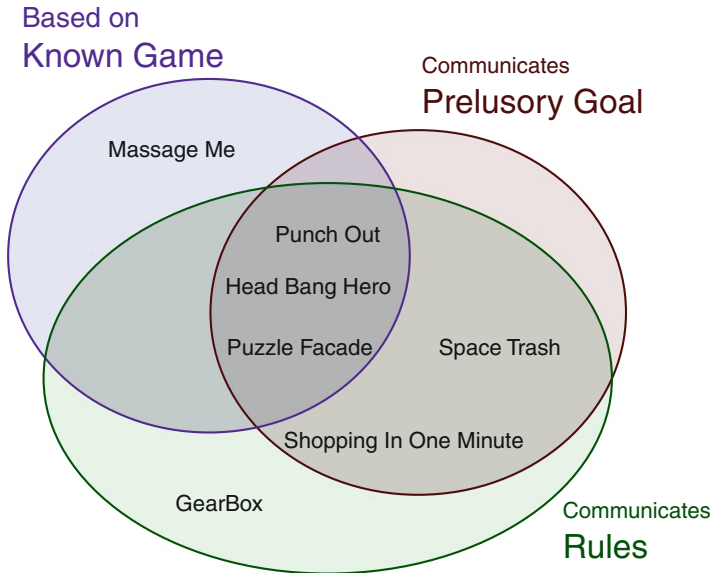 Based on
Known Game
Communicates
Prelusory Goal
Massage Me
Punch Out
Head Bang Hero
Puzzle Facade
Space Trash
Shopping In One Minute
GearBox
Communicates
Rules